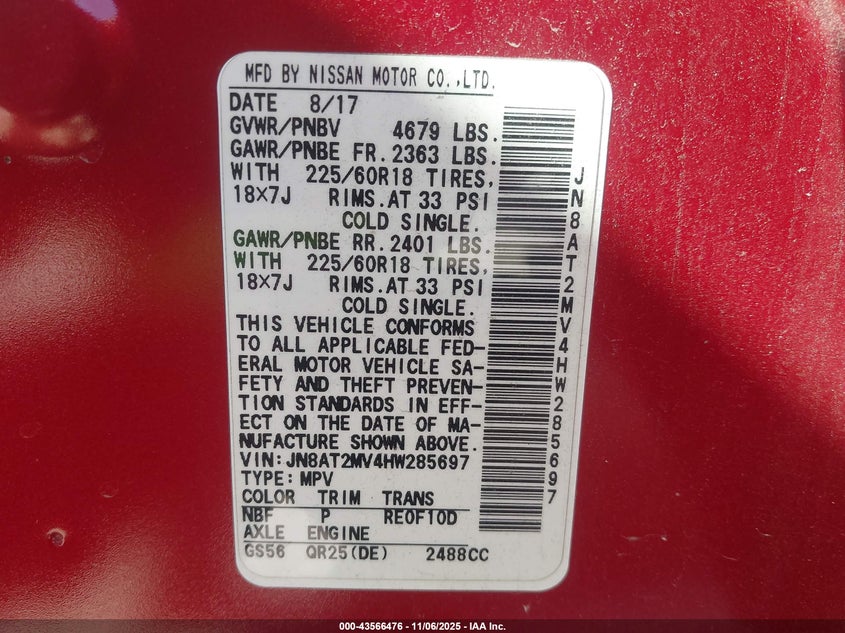 MFD BY NISSAN MOTOR CO.,LTD.
DATE 8/17
GVWR/PNBV 4679 LBS.
GAWR/PNBE FR. 2363 LBS.
WITH 225/60R18 TIRES,
18X7J RIMS. AT 33 PSI
COLD SINGLE.
GAWR/PNBE RR. 2401 LBS.
WITH 225/60R18 TIRES,
18X7J RIMS. AT 33 PSI
COLD SINGLE.
THIS VEHICLE CONFORMS
TO ALL APPLICABLE FED-
ERAL MOTOR VEHICLE SA-
FETY AND THEFT PREVEN-
TION STANDARDS IN EFF-
ECT ON THE DATE OF MA-
NUFACTURE SHOWN ABOVE.
VIN: JN8AT2MV4HW285697
TYPE: MPV
COLOR TRIM TRANS
NBF P RE0F10D
AXLE ENGINE
GS56 QR25(DE) 2488CC
JN8AT2MV4HW285697
000-43566476 - 11/06/2025 - IAA Inc.